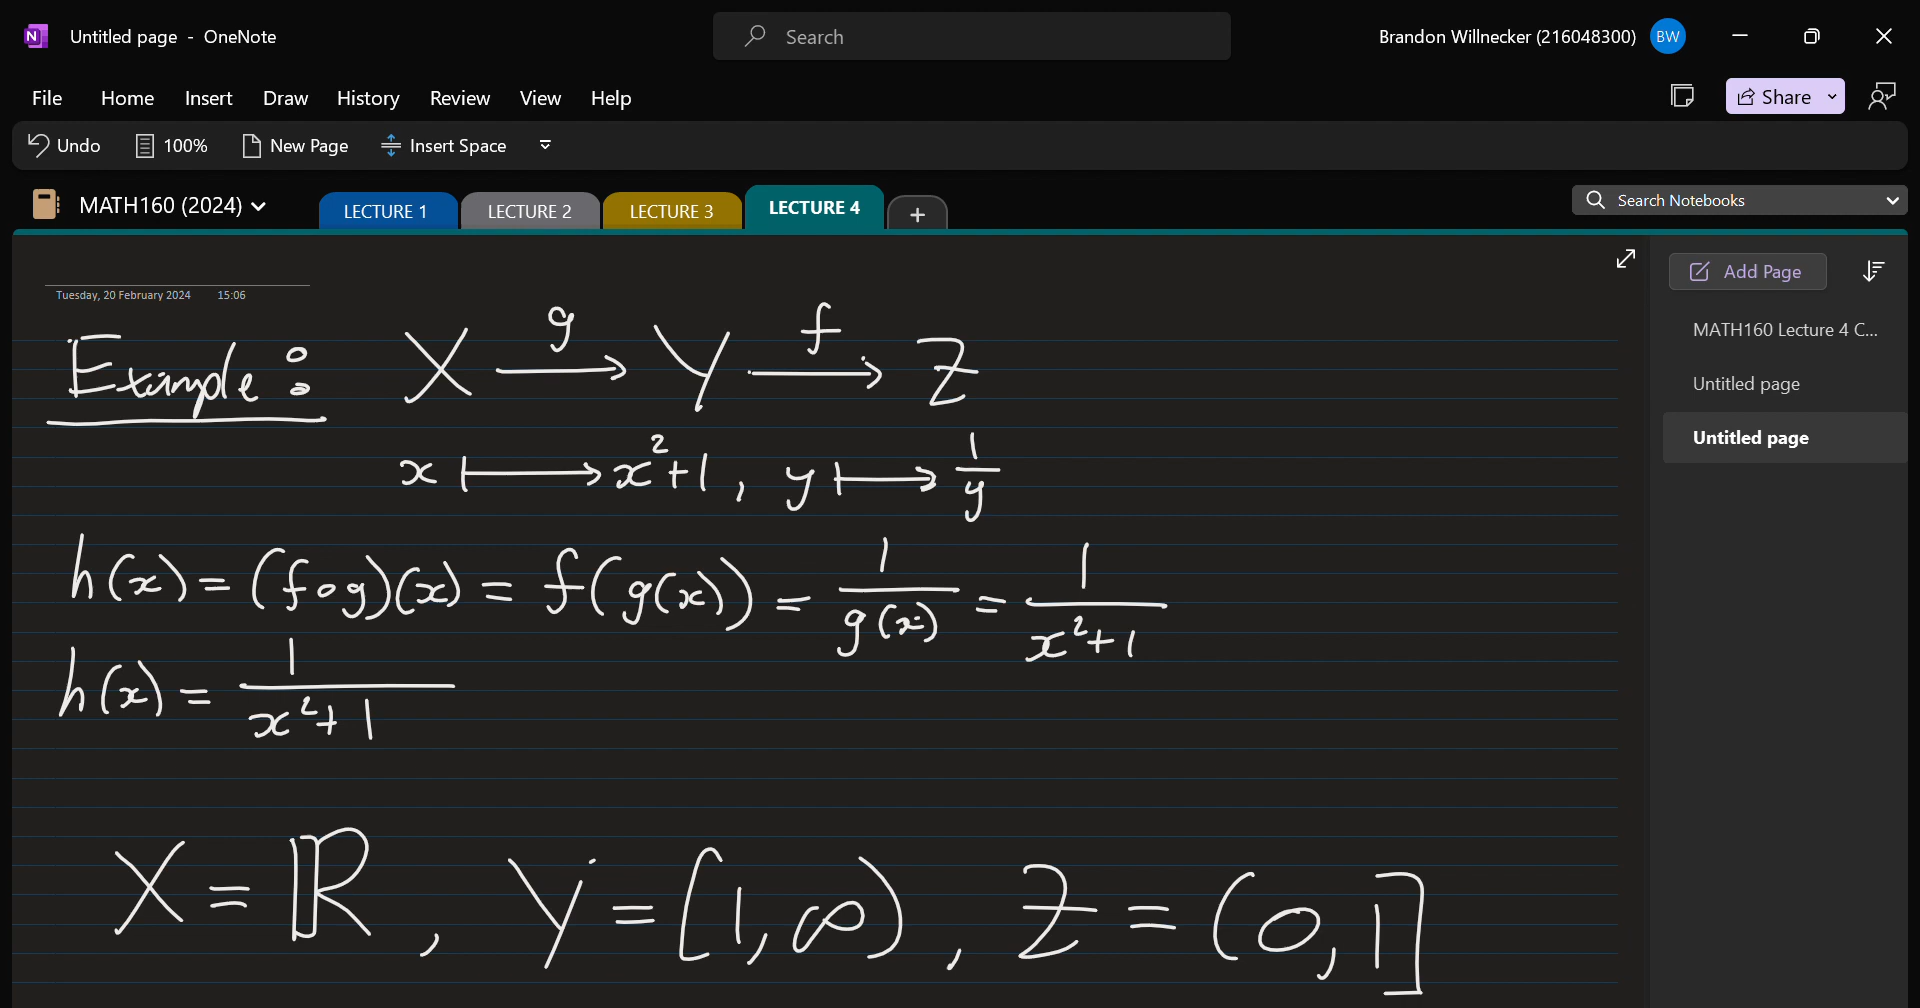 Untitled page - OneNote
Search
Brandon Willnecker (216048300) BW
File Home Insert Draw History Review View Help
Share
Undo 100% New Page Insert Space
MATH160 (2024)
LECTURE 1 LECTURE 2 LECTURE 3 LECTURE 4 +
Search Notebooks
Add Page
MATH160 Lecture 4 C...
Untitled page
Untitled page
Tuesday, 20 February 2024 15:06
Example: X —g→ Y —f→ Z
x ↦ x²+1, y ↦ 1/y
h(x) = (f∘g)(x) = f(g(x)) = 1/g(x) = 1/(x²+1)
h(x) = 1/(x²+1)
X = ℝ, Y = [1,∞), Z = (0,1]